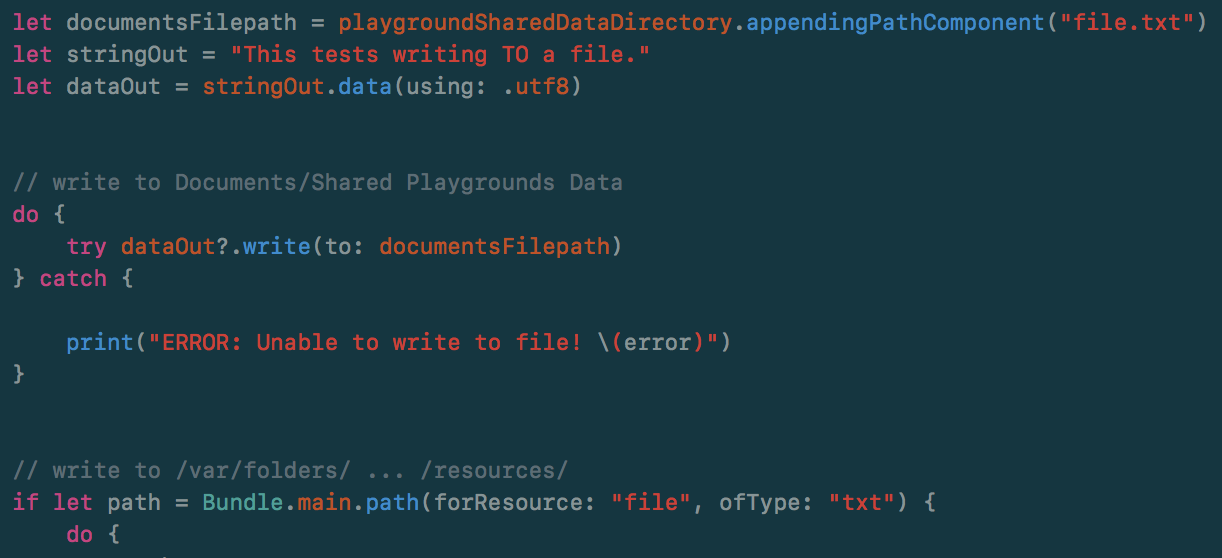 let documentsFilepath = playgroundSharedDataDirectory.appendingPathComponent("file.txt")
let stringOut = "This tests writing TO a file."
let dataOut = stringOut.data(using: .utf8)
// write to Documents/Shared Playgrounds Data
do {
    try dataOut?.write(to: documentsFilepath)
} catch {
    print("ERROR: Unable to write to file! \(error)")
}
// write to /var/folders/ ... /resources/
if let path = Bundle.main.path(forResource: "file", ofType: "txt") {
    do {